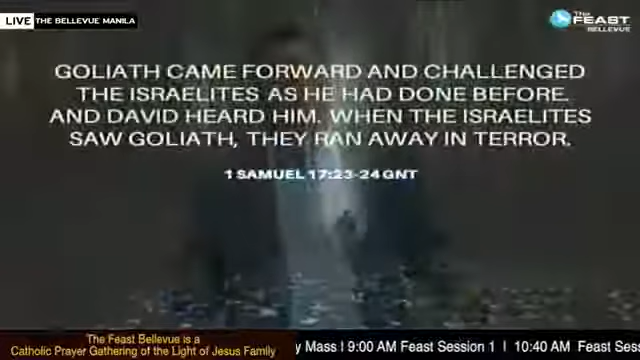 LIVE THE BELLEVUE MANILA
The
FEAST
BELLEVUE
GOLIATH CAME FORWARD AND CHALLENGED
THE ISRAELITES AS HE HAD DONE BEFORE.
AND DAVID HEARD HIM. WHEN THE ISRAELITES
SAW GOLIATH, THEY RAN AWAY IN TERROR.
1 SAMUEL 17:23-24 GNT
The Feast Bellevue is a
Catholic Prayer Gathering of the Light of Jesus Family
y Mass I 9:00 AM Feast Session 1 I 10:40 AM Feast Ses